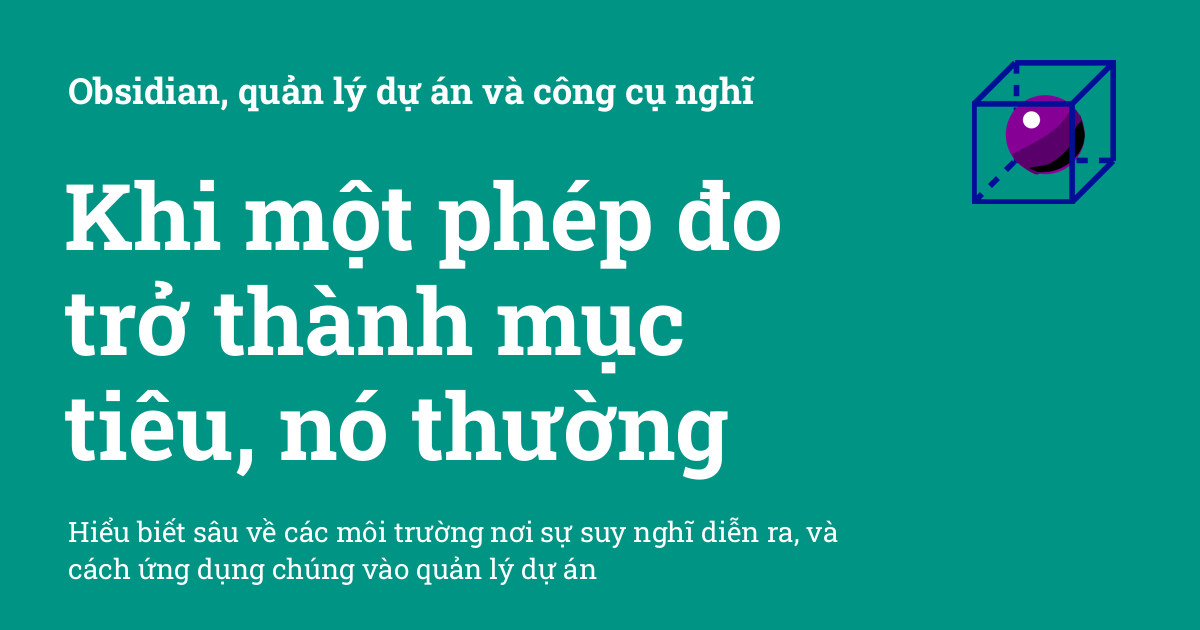 Obsidian, quản lý dự án và công cụ nghĩ
Khi một phép đo
trở thành mục
tiêu, nó thường
Hiểu biết sâu về các môi trường nơi sự suy nghĩ diễn ra, và
cách ứng dụng chúng vào quản lý dự án